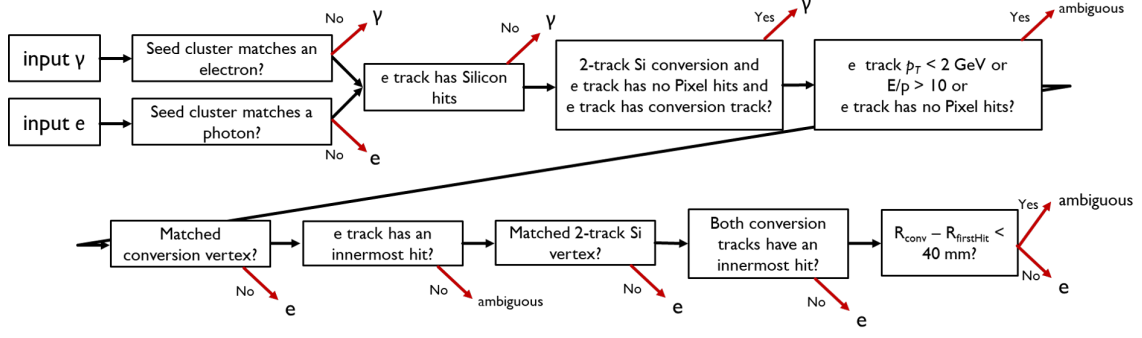 input γ
Seed cluster matches an
electron?
No
γ
input e
Seed cluster matches a
photon?
No
e
e track has Silicon
hits
No
γ
2-track Si conversion and
e track has no Pixel hits and
e track has conversion track?
Yes
γ
e track pT < 2 GeV or
E/p > 10 or
e track has no Pixel hits?
Yes
ambiguous
Matched
conversion vertex?
No
e
e track has an
innermost hit?
No
ambiguous
Matched 2-track Si
vertex?
No
e
Both conversion
tracks have an
innermost hit?
No
e
Rconv – RfirstHit <
40 mm?
Yes
ambiguous
No
e